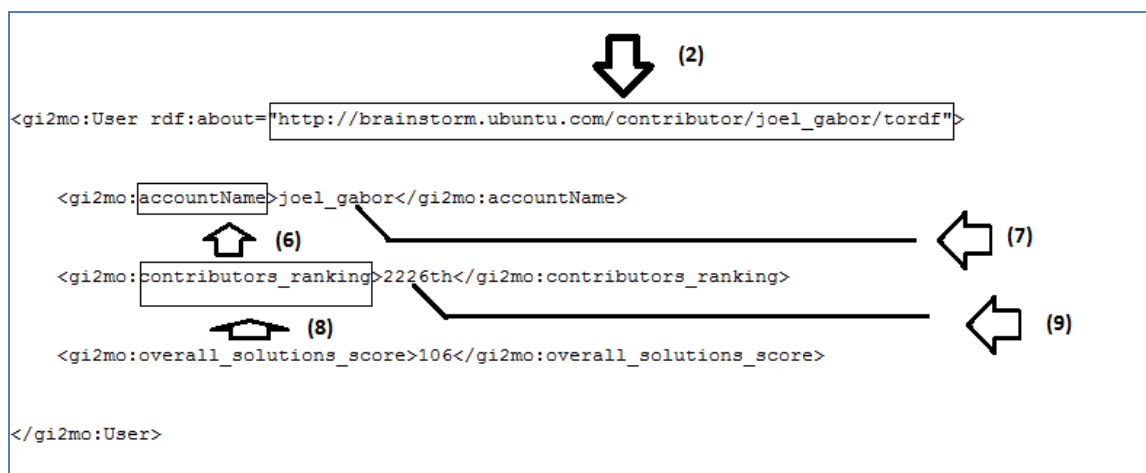 (2)
<gi2mo:User rdf:about="http://brainstorm.ubuntu.com/contributor/joel_gabor/tordf">
<gi2mo:accountName>joel_gabor</gi2mo:accountName>
(6)
(7)
<gi2mo:contributors_ranking>2226th</gi2mo:contributors_ranking>
(8)
(9)
<gi2mo:overall_solutions_score>106</gi2mo:overall_solutions_score>
</gi2mo:User>